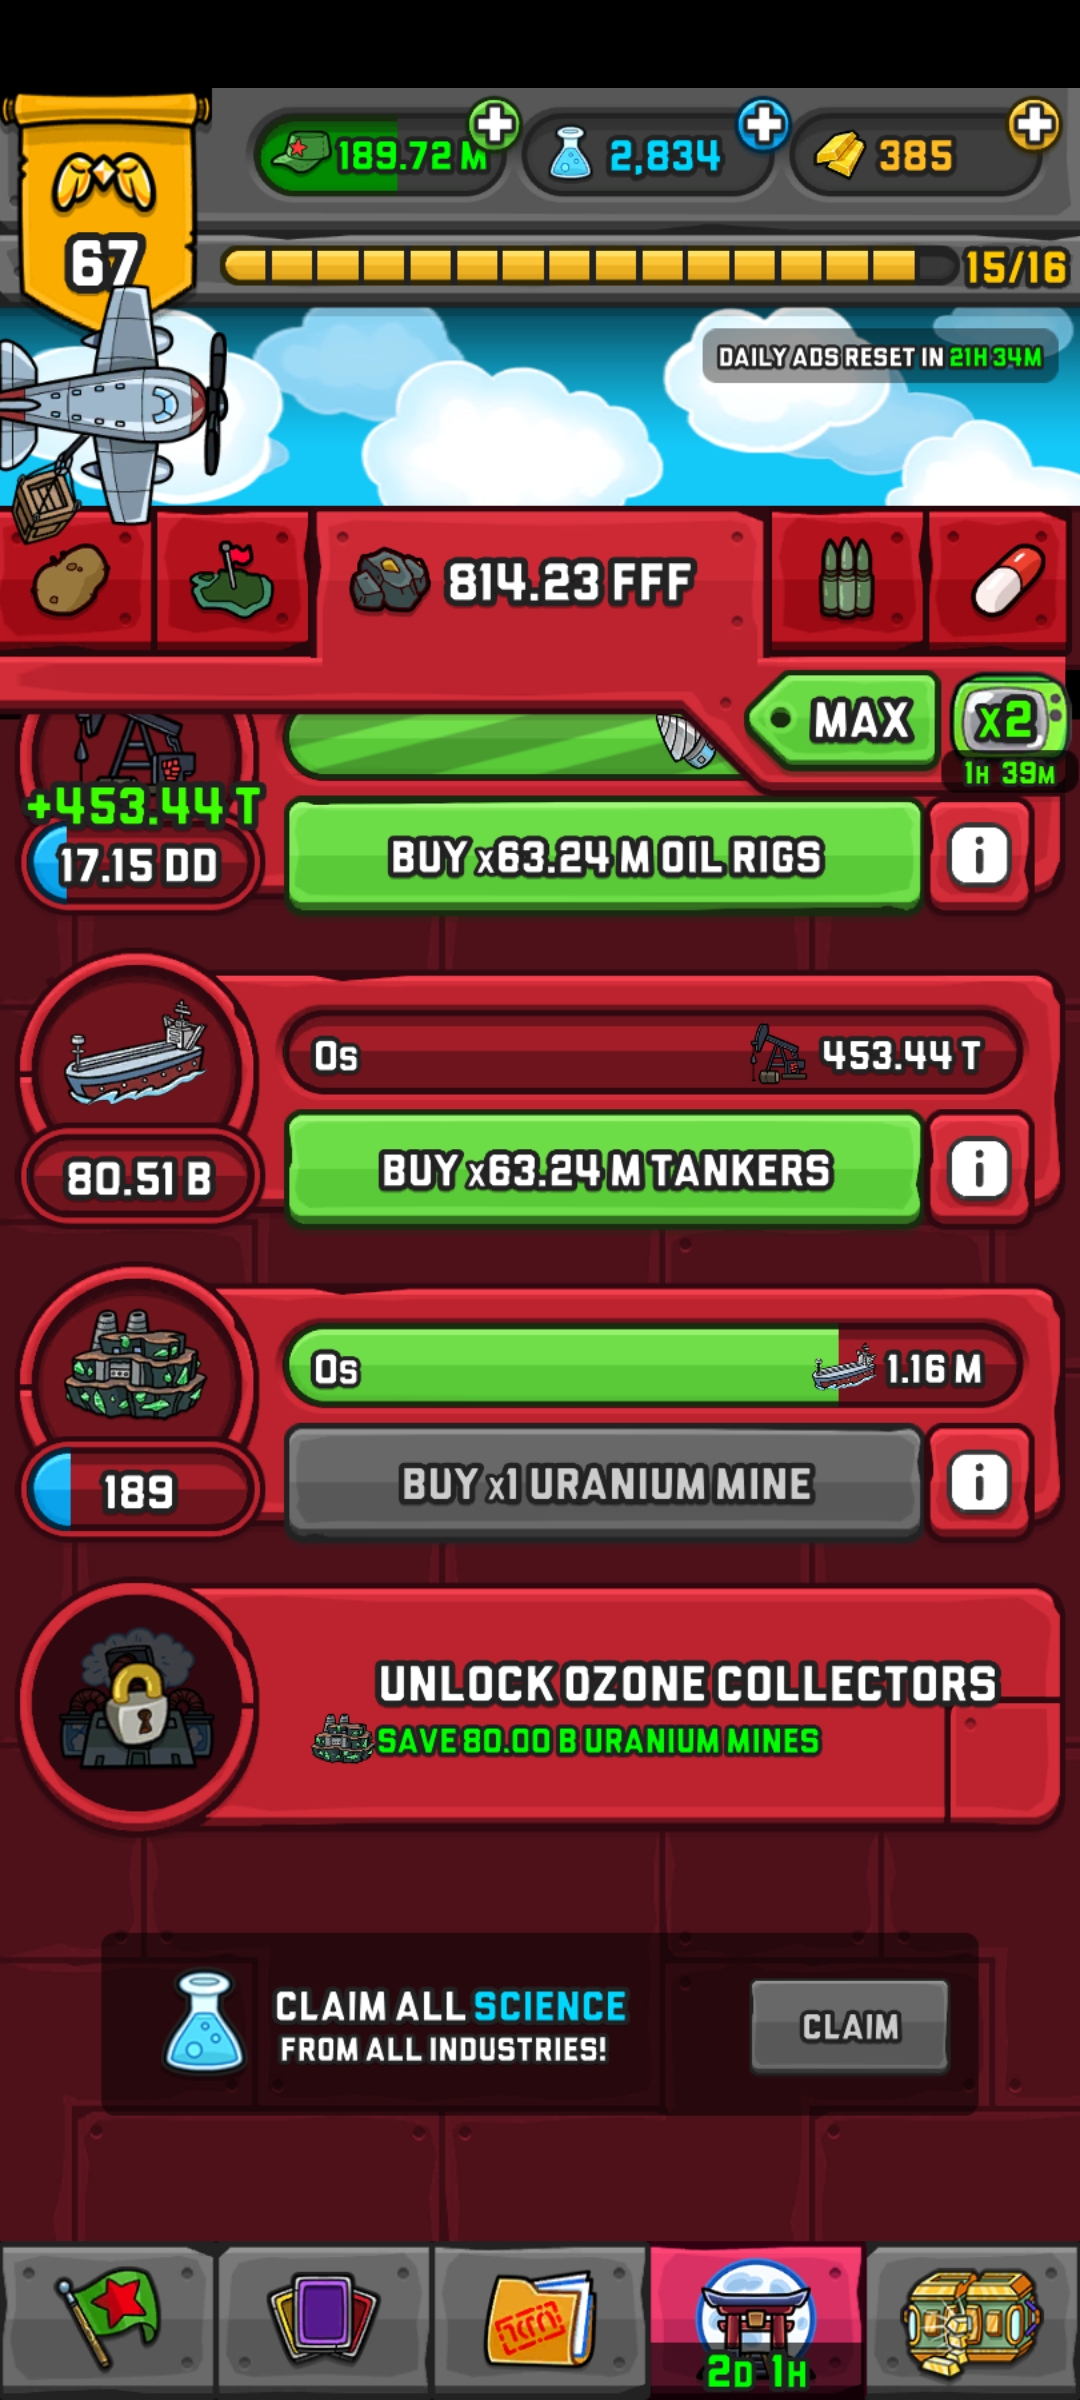 189.72 M
2,834
385
67
15/16
DAILY ADS RESET IN 21H 34M
814.23 FFF
MAX
x2
1H 39M
+453.44 T
17.15 DD
BUY x63.24 M OIL RIGS
0s
453.44 T
80.51 B
BUY x63.24 M TANKERS
0s
1.16 M
189
BUY x1 URANIUM MINE
UNLOCK OZONE COLLECTORS
SAVE 80.00 B URANIUM MINES
CLAIM ALL SCIENCE
FROM ALL INDUSTRIES!
CLAIM
2D 1H